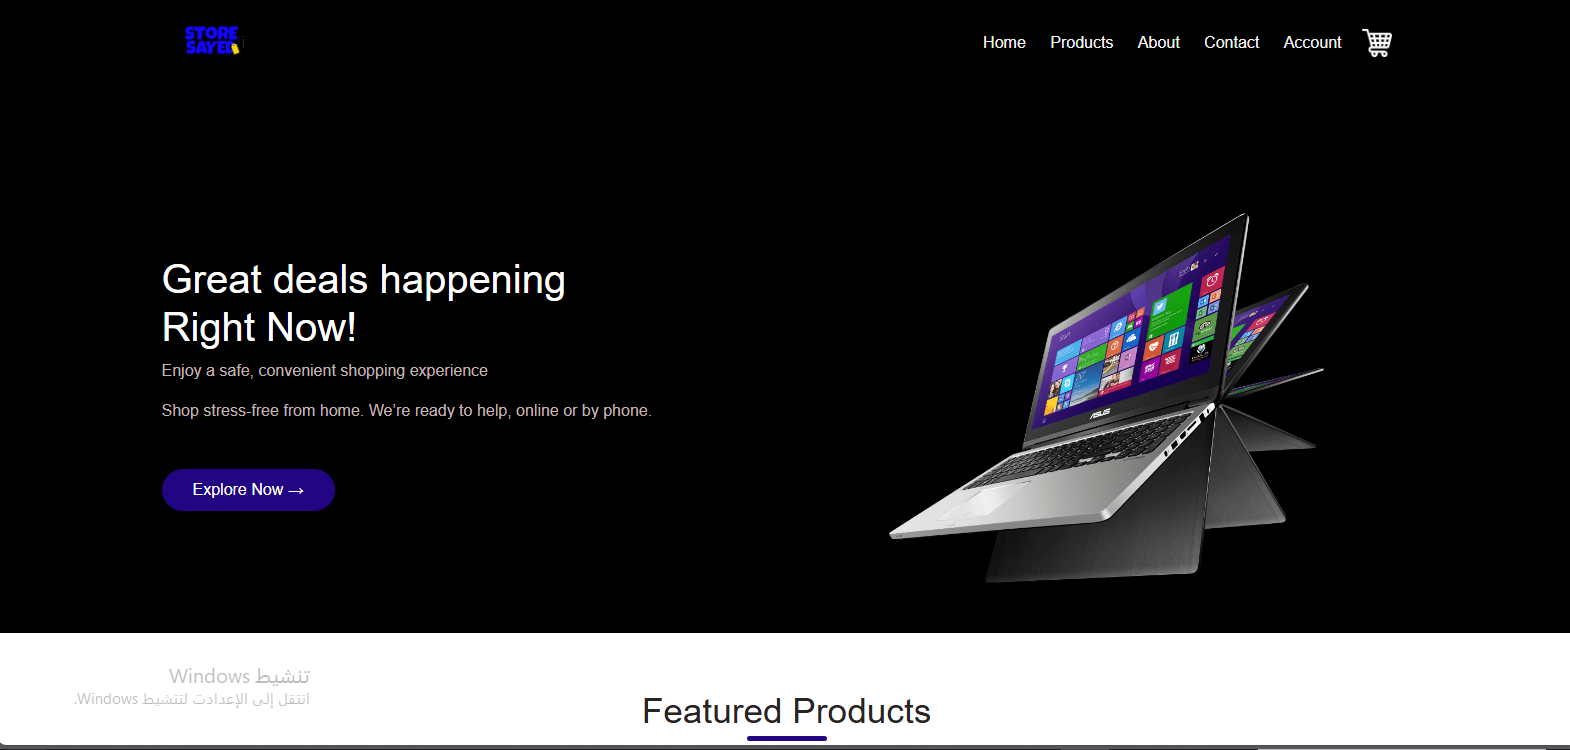 STORE
SAYED
Home Products About Contact Account
Great deals happening
Right Now!
Enjoy a safe, convenient shopping experience
Shop stress-free from home. We’re ready to help, online or by phone.
Explore Now →
ASUS
تنشيط Windows
انتقل إلى الإعدادت لتنشيط Windows.
Featured Products